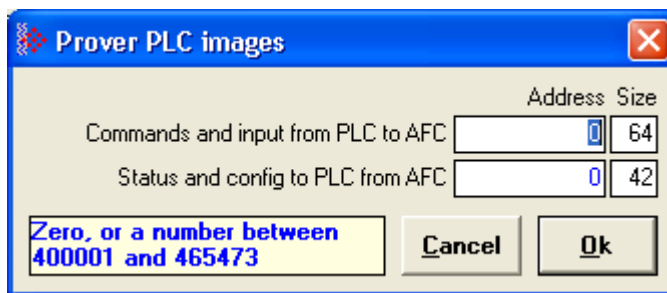 Prover PLC images
Address Size
Commands and input from PLC to AFC 0 64
Status and config to PLC from AFC 0 42
Zero, or a number between
400001 and 465473
Cancel Ok